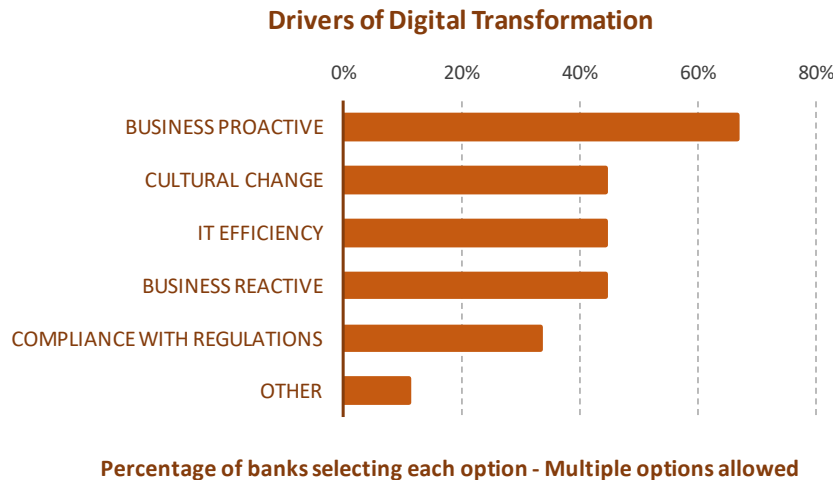 Drivers of Digital Transformation
0% 20% 40% 60% 80%
BUSINESS PROACTIVE
CULTURAL CHANGE
IT EFFICIENCY
BUSINESS REACTIVE
COMPLIANCE WITH REGULATIONS
OTHER
Percentage of banks selecting each option - Multiple options allowed